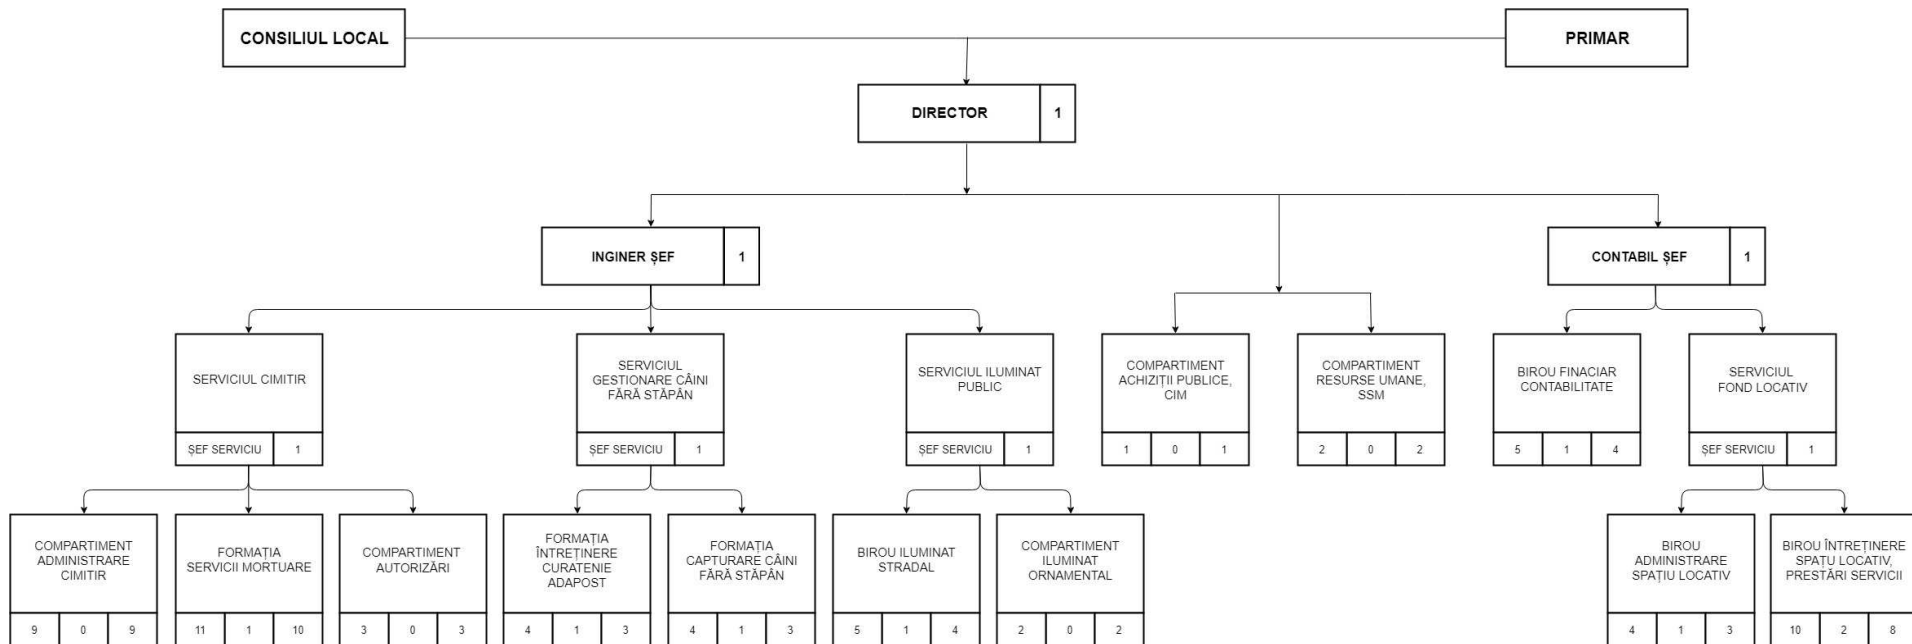 CONSILIUL LOCAL
PRIMAR
DIRECTOR
1
INGINER ȘEF
1
CONTABIL ȘEF
1
SERVICIUL CIMITIR
ȘEF SERVICIU
1
SERVICIUL
GESTIONARE CÂINI
FĂRĂ STĂPÂN
ȘEF SERVICIU
1
SERVICIUL ILUMINAT
PUBLIC
ȘEF SERVICIU
1
COMPARTIMENT
ACHIZIȚII PUBLICE,
CIM
1 0 1
COMPARTIMENT
RESURSE UMANE,
SSM
2 0 2
BIROU FINACIAR
CONTABILITATE
5 1 4
SERVICIUL
FOND LOCATIV
ȘEF SERVICIU
1
COMPARTIMENT
ADMINISTRARE
CIMITIR
9 0 9
FORMAȚIA
SERVICII MORTUARE
11 1 10
COMPARTIMENT
AUTORIZĂRI
3 0 3
FORMAȚIA
ÎNTREȚINERE
CURATENIE
ADAPOST
4 1 3
FORMAȚIA
CAPTURARE CÂINI
FĂRĂ STĂPÂN
4 1 3
BIROU ILUMINAT
STRADAL
5 1 4
COMPARTIMENT
ILUMINAT
ORNAMENTAL
2 0 2
BIROU
ADMINISTRARE
SPAȚIU LOCATIV
4 1 3
BIROU ÎNTREȚINERE
SPAȚU LOCATIV,
PRESTĂRI SERVICII
10 2 8